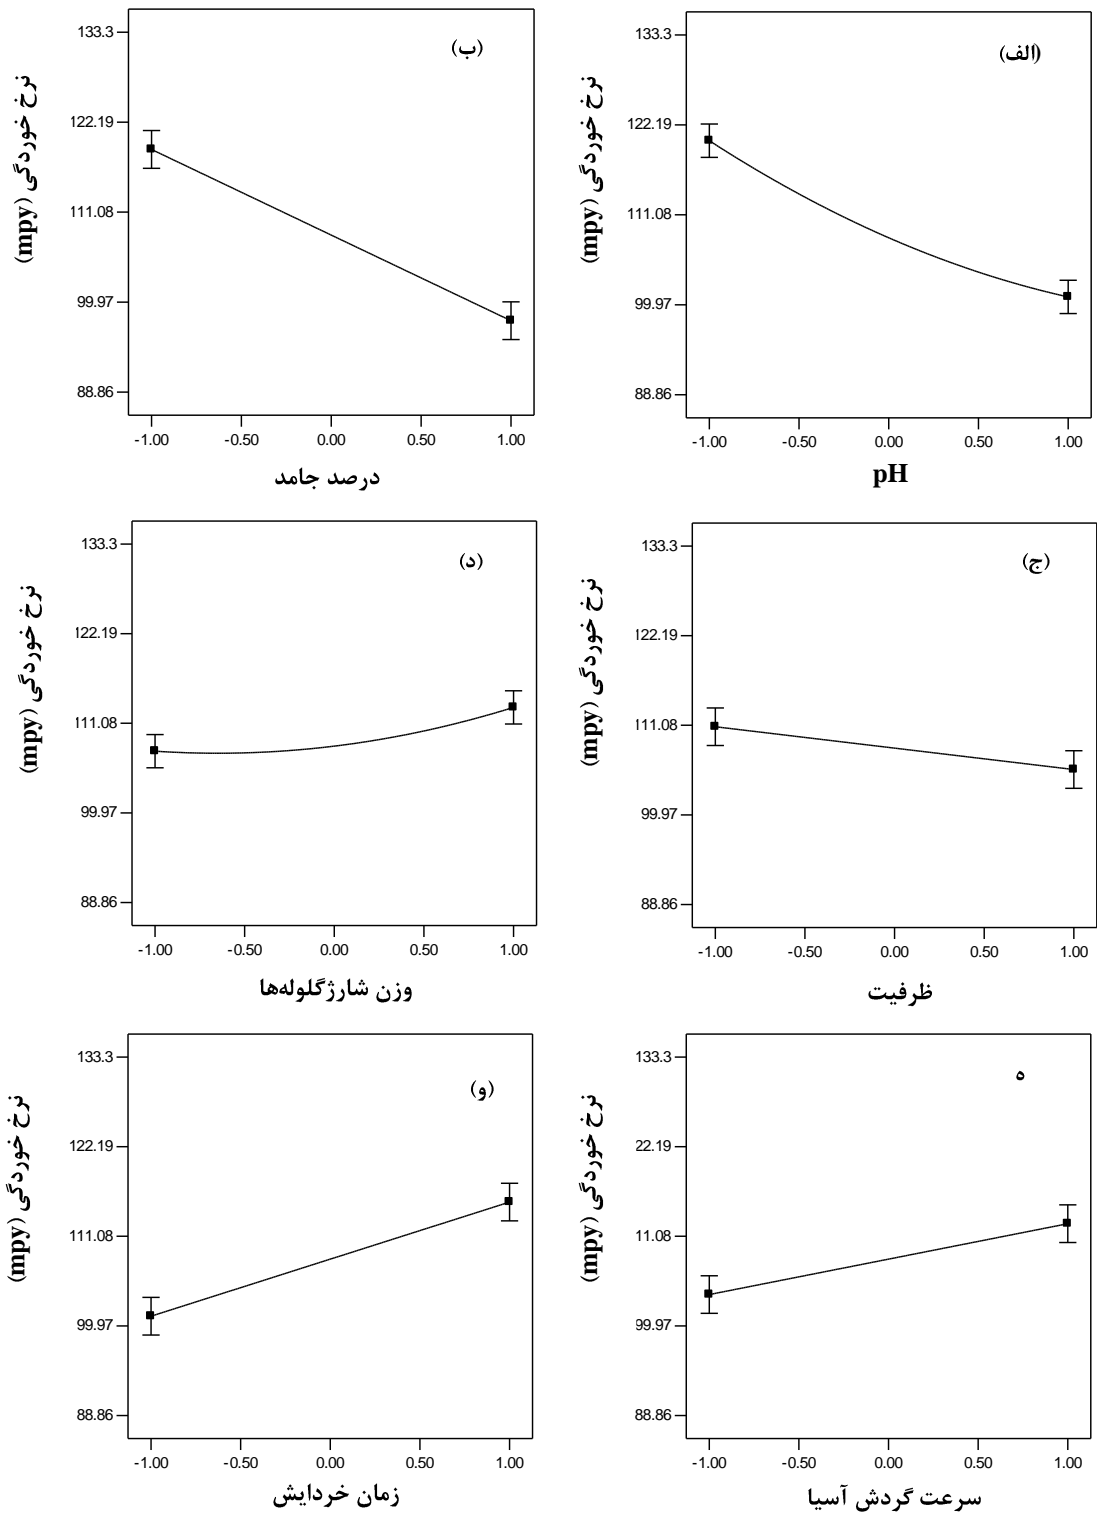 (الف)
نرخ خوردگی (mpy)
133.3
122.19
111.08
99.97
88.86
-1.00 -0.50 0.00 0.50 1.00
pH
(ب)
نرخ خوردگی (mpy)
133.3
122.19
111.08
99.97
88.86
-1.00 -0.50 0.00 0.50 1.00
درصد جامد
(ج)
نرخ خوردگی (mpy)
133.3
122.19
111.08
99.97
88.86
-1.00 -0.50 0.00 0.50 1.00
ظرفیت
(د)
نرخ خوردگی (mpy)
133.3
122.19
111.08
99.97
88.86
-1.00 -0.50 0.00 0.50 1.00
وزن شارژگلوله‌ها
ه
نرخ خوردگی (mpy)
133.3
122.19
111.08
99.97
88.86
-1.00 -0.50 0.00 0.50 1.00
سرعت گردش آسیا
(و)
نرخ خوردگی (mpy)
133.3
122.19
111.08
99.97
88.86
-1.00 -0.50 0.00 0.50 1.00
زمان خردایش